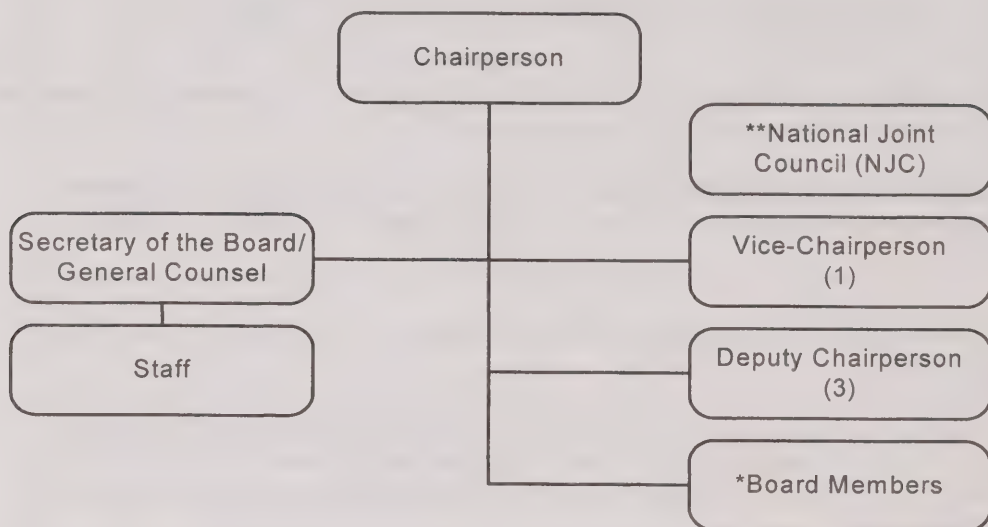 Chairperson
**National Joint
Council (NJC)
Secretary of the Board/
General Counsel
Vice-Chairperson
(1)
Staff
Deputy Chairperson
(3)
*Board Members